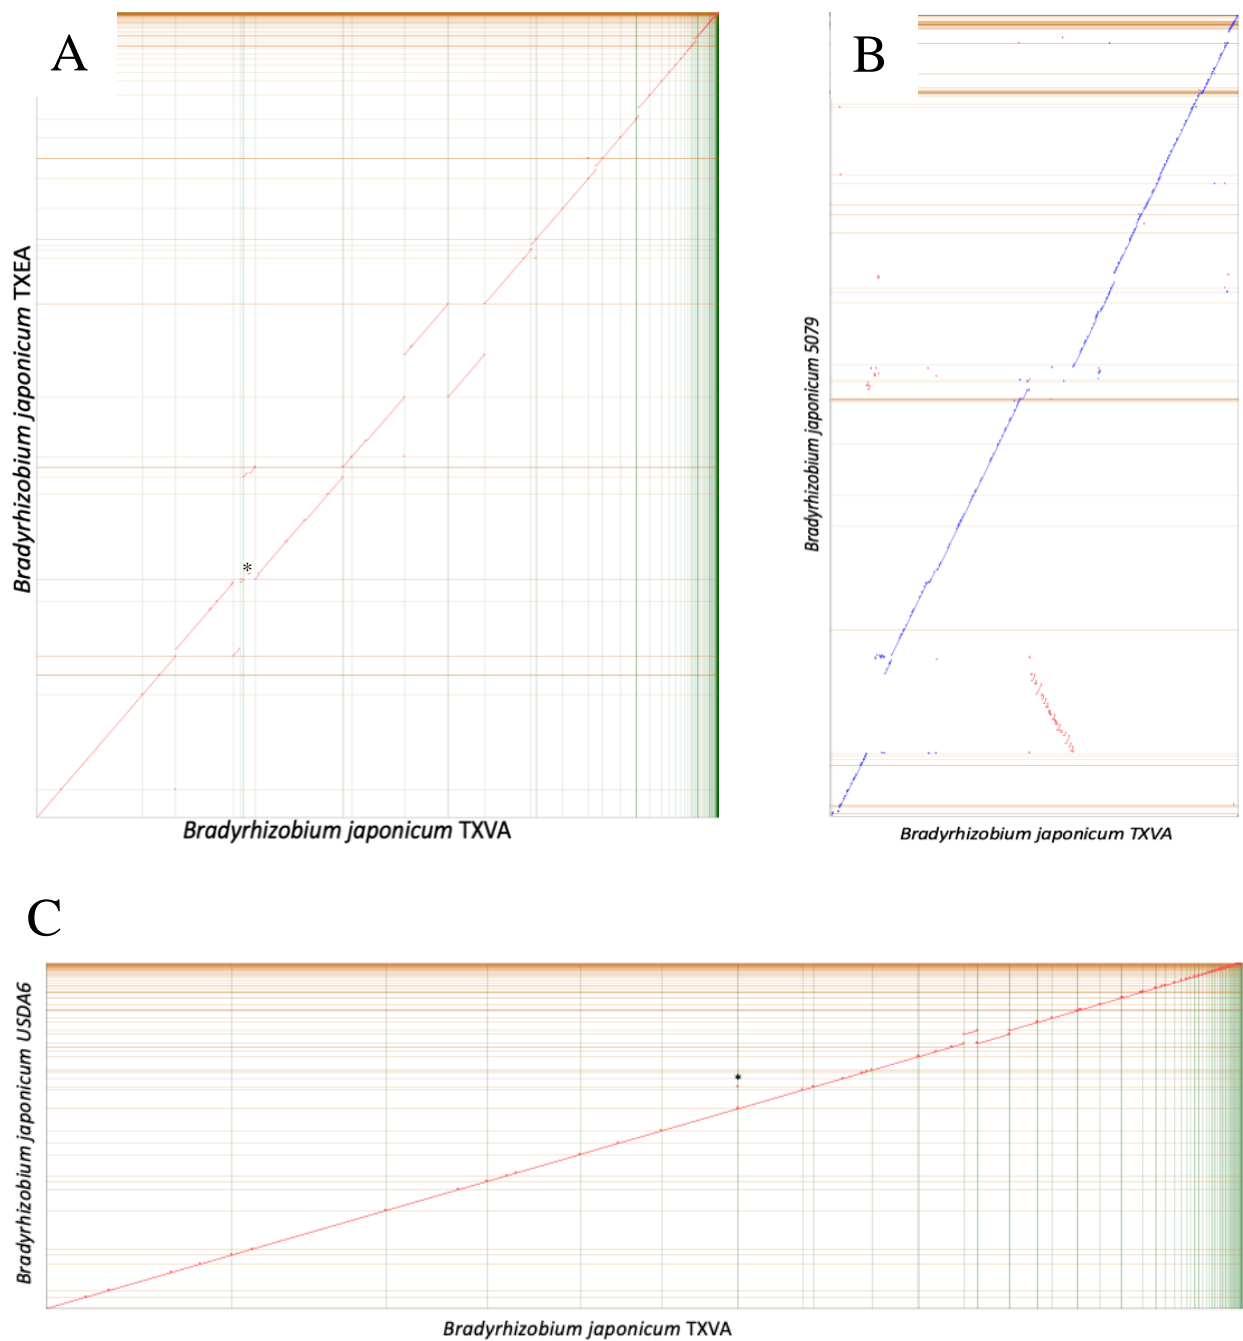 A
B
Bradyrhizobium japonicum TXEA
Bradyrhizobium japonicum 5079
*
Bradyrhizobium japonicum TXVA
Bradyrhizobium japonicum TXVA
C
Bradyrhizobium japonicum USDA6
*
Bradyrhizobium japonicum TXVA